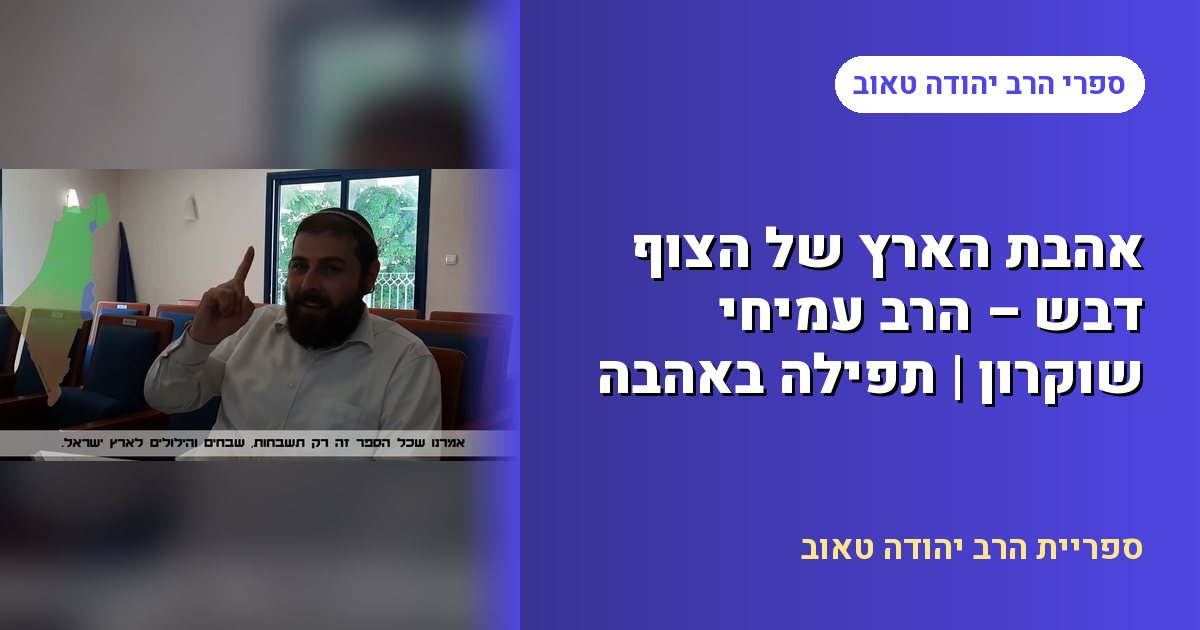 ספרי הרב יהודה טאוב
אהבת הארץ של הצוף
דבש – הרב עמיחי
שוקרון | תפילה באהבה
אמרנו שכל הספר זה רק תשבחות, שבחים והילולים לארץ ישראל.
ספריית הרב יהודה טאוב